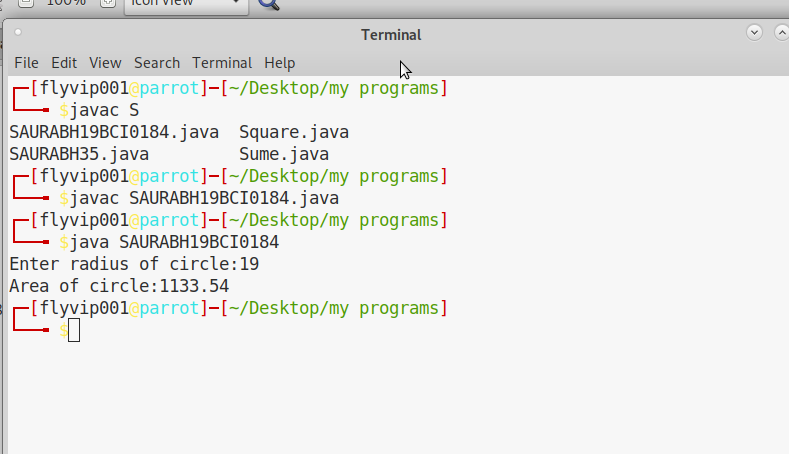 100% Icon View
Terminal
File Edit View Search Terminal Help
[flyvip001@parrot]─[~/Desktop/my programs]
$javac S
SAURABH19BCI0184.java Square.java
SAURABH35.java Sume.java
[flyvip001@parrot]─[~/Desktop/my programs]
$javac SAURABH19BCI0184.java
[flyvip001@parrot]─[~/Desktop/my programs]
$java SAURABH19BCI0184
Enter radius of circle:19
Area of circle:1133.54
[flyvip001@parrot]─[~/Desktop/my programs]
$